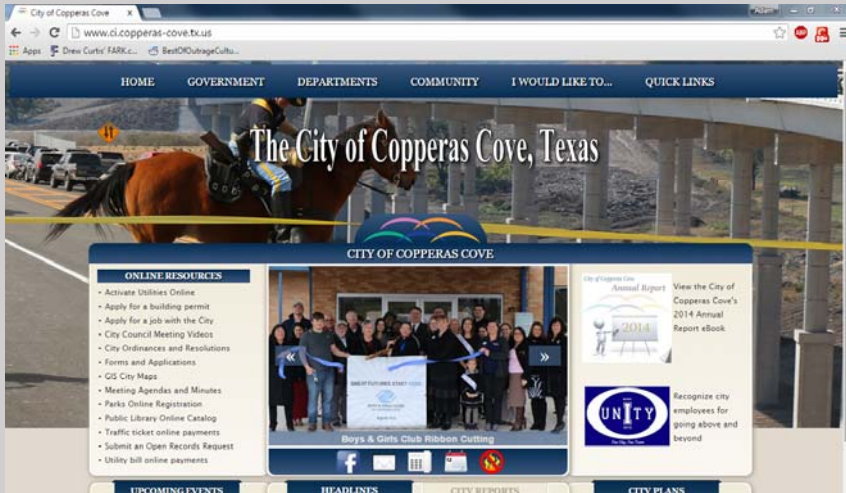 City of Copperas Cove
www.ci.copperas-cove.tx.us
Apps Drew Curtis' FARK.c... BestOfOutrageCultu...
HOME GOVERNMENT DEPARTMENTS COMMUNITY I WOULD LIKE TO... QUICK LINKS
The City of Copperas Cove, Texas
CITY OF COPPERAS COVE
ONLINE RESOURCES
• Activate Utilities Online
• Apply for a building permit
• Apply for a job with the City
• City Council Meeting Videos
• City Ordinances and Resolutions
• Forms and Applications
• GIS City Maps
• Meeting Agendas and Minutes
• Parks Online Registration
• Public Library Online Catalog
• Traffic ticket online payments
• Submit an Open Records Request
• Utility bill online payments
« »
GREAT FUTURES START HERE
Boys & Girls Club Ribbon Cutting
City of Copperas Cove
Annual Report
2014
View the City of
Copperas Cove's
2014 Annual
Report eBook
UNITY
Recognize city
employees for
going above and
beyond
UPCOMING EVENTS HEADLINES CITY REPORTS CITY PLANS